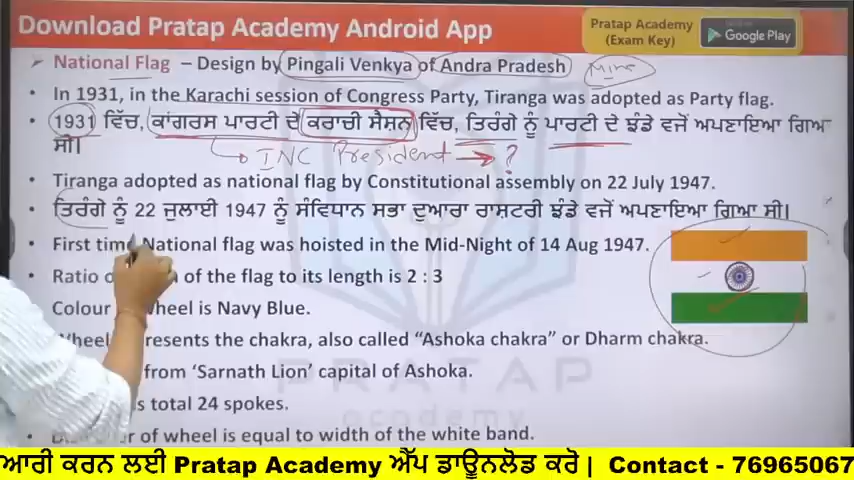 Download Pratap Academy Android App
Pratap Academy
(Exam Key)
Google Play
National Flag – Design by Pingali Venkya of Andra Pradesh
In 1931, in the Karachi session of Congress Party, Tiranga was adopted as Party flag.
1931 ਵਿੱਚ, ਕਾਂਗਰਸ ਪਾਰਟੀ ਦੇ ਕਰਾਚੀ ਸੈਸ਼ਨ ਵਿੱਚ, ਤਿਰੰਗੇ ਨੂੰ ਪਾਰਟੀ ਦੇ ਝੰਡੇ ਵਜੋਂ ਅਪਣਾਇਆ ਗਿਆ
ਸੀ।
INC President → ?
Tiranga adopted as national flag by Constitutional assembly on 22 July 1947.
ਤਿਰੰਗੇ ਨੂੰ 22 ਜੁਲਾਈ 1947 ਨੂੰ ਸੰਵਿਧਾਨ ਸਭਾ ਦੁਆਰਾ ਰਾਸ਼ਟਰੀ ਝੰਡੇ ਵਜੋਂ ਅਪਣਾਇਆ ਗਿਆ ਸੀ।
First time National flag was hoisted in the Mid-Night of 14 Aug 1947.
Ratio of the flag to its length is 2 : 3
Colour wheel is Navy Blue.
Wheel the chakra, also called "Ashoka chakra" or Dharm chakra.
from 'Sarnath Lion' capital of Ashoka.
total 24 spokes.
of wheel is equal to width of the white band.
PRATAP
academy
ਆਰੀ ਕਰਨ ਲਈ Pratap Academy ਐੱਪ ਡਾਊਨਲੋਡ ਕਰੋ | Contact - 76965067